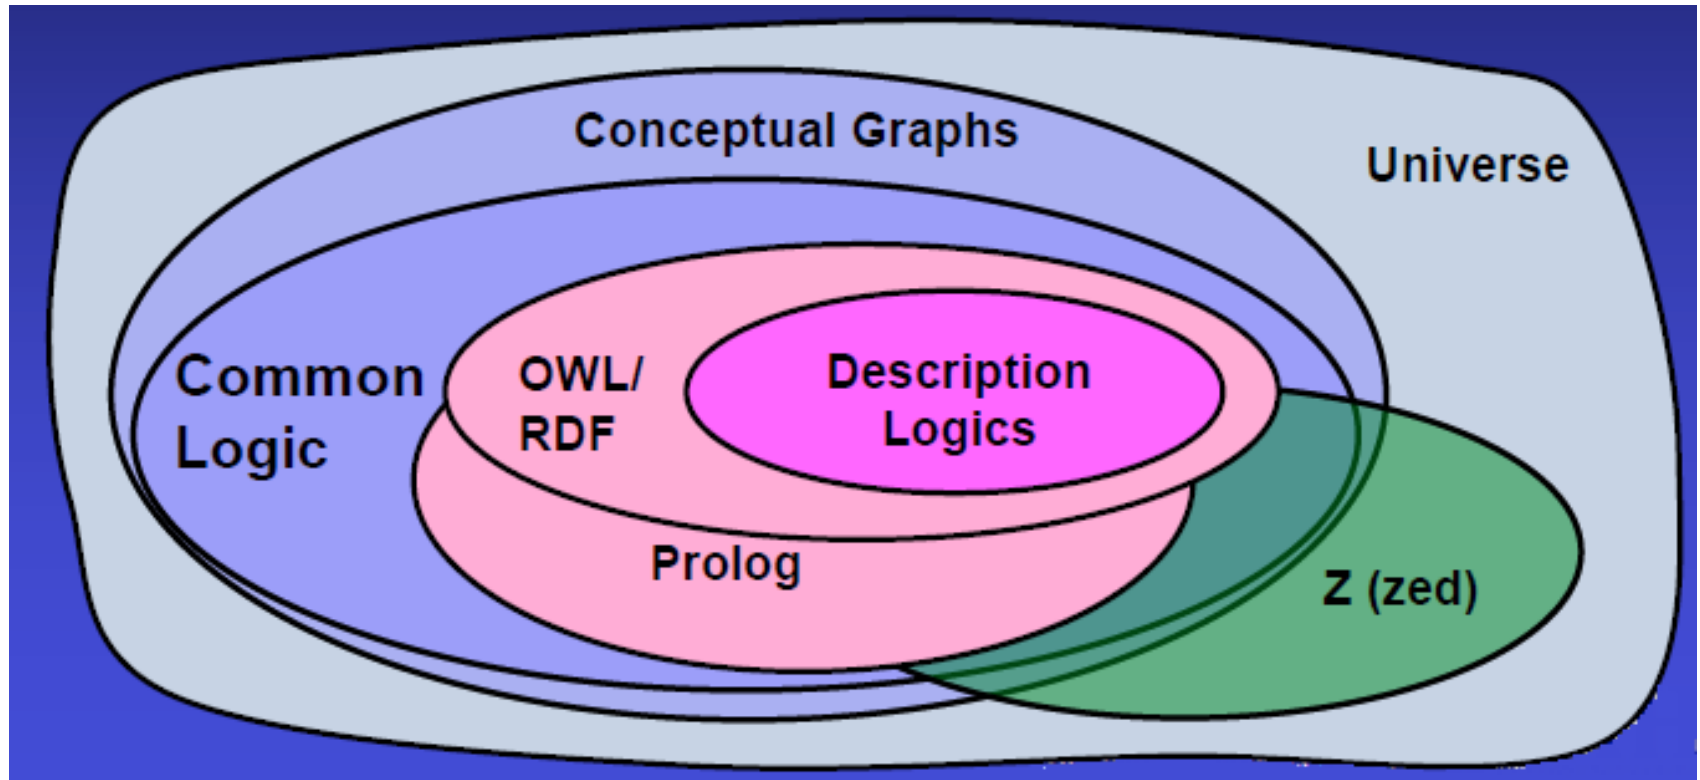 Conceptual Graphs
Universe
Common
Logic
OWL/
RDF
Description
Logics
Prolog
Z (zed)